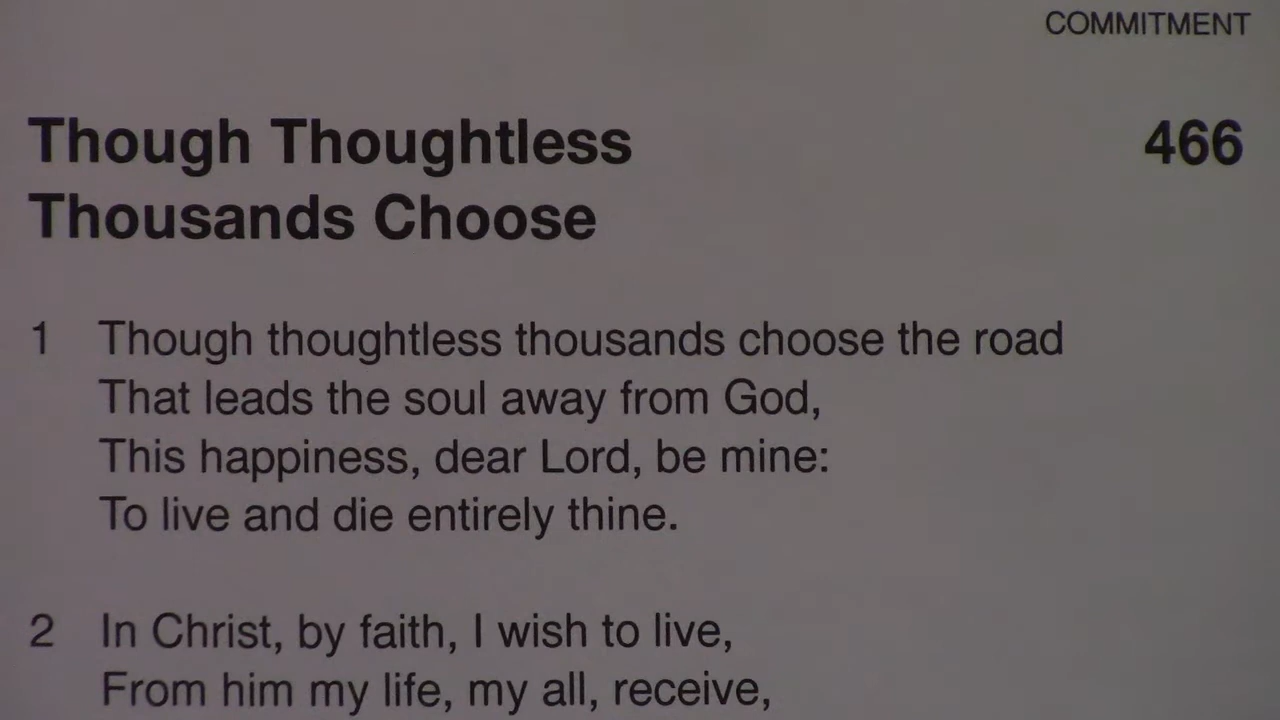 COMMITMENT
Though Thoughtless 466
Thousands Choose
1 Though thoughtless thousands choose the road
That leads the soul away from God,
This happiness, dear Lord, be mine:
To live and die entirely thine.
2 In Christ, by faith, I wish to live,
From him my life, my all, receive,